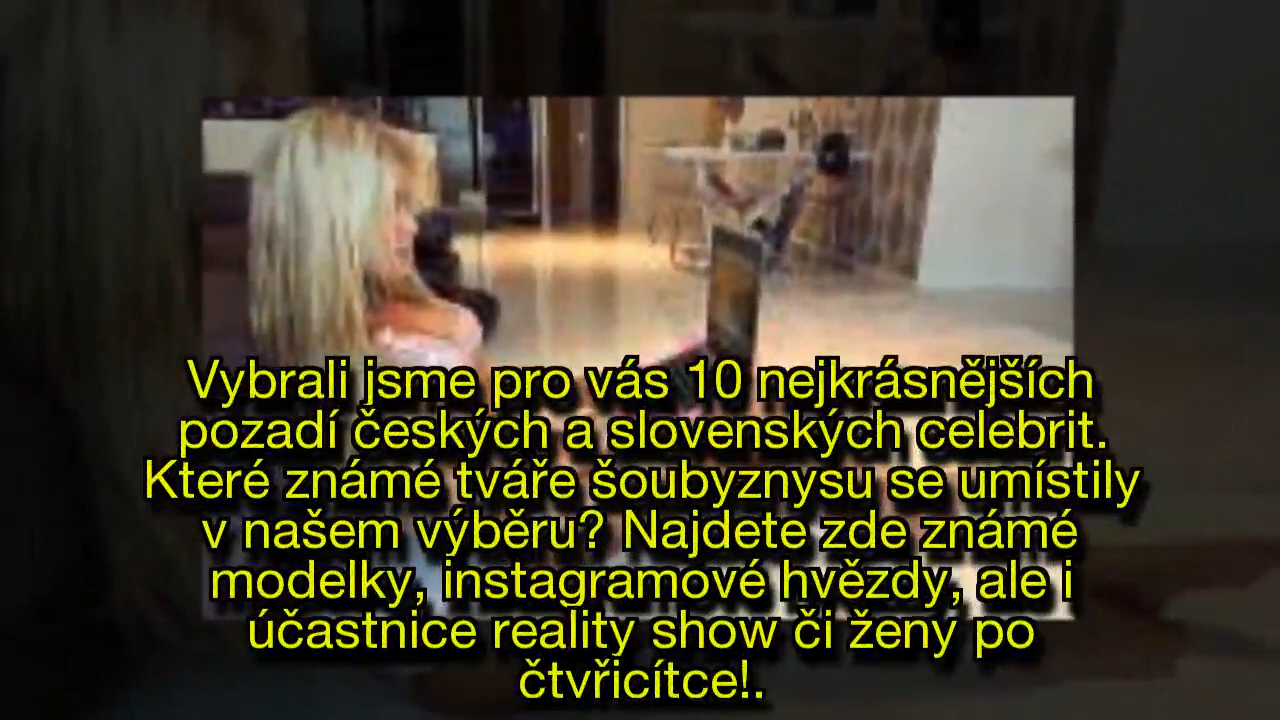 Vybrali jsme pro vás 10 nejkrásnějších
pozadí českých a slovenských celebrit.
Které známé tváře šoubyznysu se umístily
v našem výběru? Najdete zde známé
modelky, instagramové hvězdy, ale i
účastnice reality show či ženy po
čtvřicítce!.